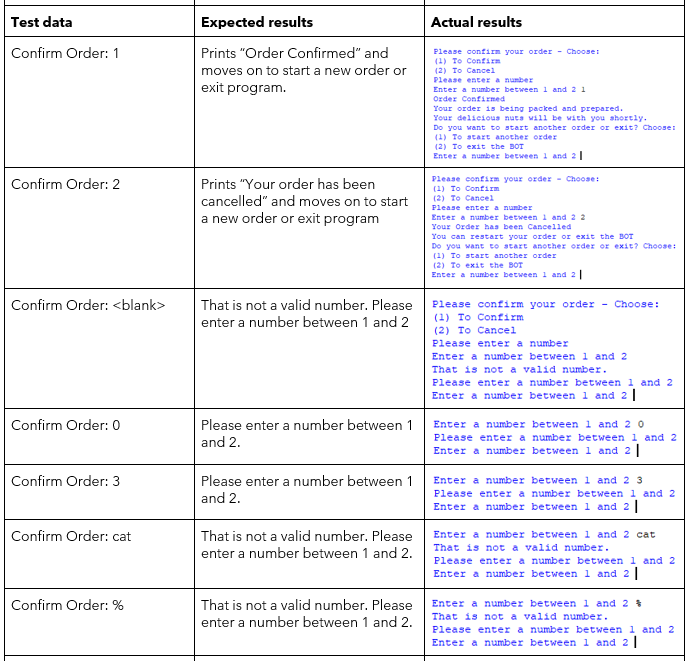 Test data
Expected results
Actual results
Confirm Order: 1
Prints “Order Confirmed” and
moves on to start a new order or
exit program.
Please confirm your order - Choose:
(1) To Confirm
(2) To Cancel
Please enter a number
Enter a number between 1 and 2 1
Order Confirmed
Your order is being packed and prepared.
Your delicious nuts will be with you shortly.
Do you want to start another order or exit? Choose:
(1) To start another order
(2) To exit the BOT
Enter a number between 1 and 2
Confirm Order: 2
Prints “Your order has been
cancelled” and moves on to start
a new order or exit program
Please confirm your order - Choose:
(1) To Confirm
(2) To Cancel
Please enter a number
Enter a number between 1 and 2 2
Your Order has been Cancelled
You can restart your order or exit the BOT
Do you want to start another order or exit? Choose:
(1) To start another order
(2) To exit the BOT
Enter a number between 1 and 2
Confirm Order: <blank>
That is not a valid number. Please
enter a number between 1 and 2
Please confirm your order - Choose:
(1) To Confirm
(2) To Cancel
Please enter a number
Enter a number between 1 and 2
That is not a valid number.
Please enter a number between 1 and 2
Enter a number between 1 and 2
Confirm Order: 0
Please enter a number between 1
and 2.
Enter a number between 1 and 2 0
Please enter a number between 1 and 2
Enter a number between 1 and 2
Confirm Order: 3
Please enter a number between 1
and 2.
Enter a number between 1 and 2 3
Please enter a number between 1 and 2
Enter a number between 1 and 2
Confirm Order: cat
That is not a valid number. Please
enter a number between 1 and 2.
Enter a number between 1 and 2 cat
That is not a valid number.
Please enter a number between 1 and 2
Enter a number between 1 and 2
Confirm Order: %
That is not a valid number. Please
enter a number between 1 and 2.
Enter a number between 1 and 2 %
That is not a valid number.
Please enter a number between 1 and 2
Enter a number between 1 and 2